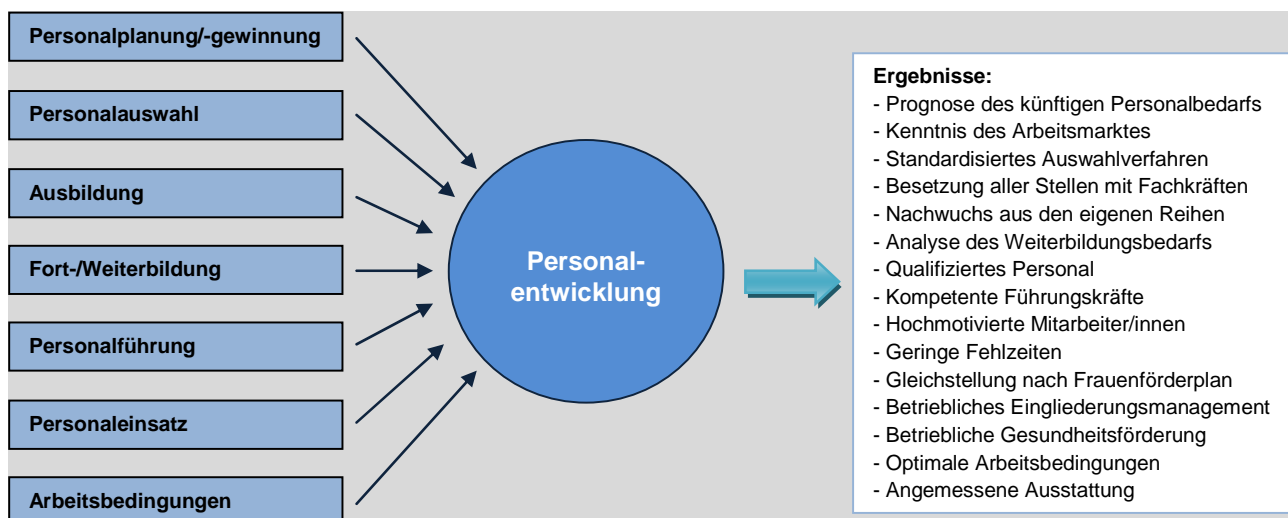 Personalplanung/-gewinnung
Personalauswahl
Ausbildung
Fort-/Weiterbildung
Personalführung
Personaleinsatz
Arbeitsbedingungen
Personal-
entwicklung
Ergebnisse:
- Prognose des künftigen Personalbedarfs
- Kenntnis des Arbeitsmarktes
- Standardisiertes Auswahlverfahren
- Besetzung aller Stellen mit Fachkräften
- Nachwuchs aus den eigenen Reihen
- Analyse des Weiterbildungsbedarfs
- Qualifiziertes Personal
- Kompetente Führungskräfte
- Hochmotivierte Mitarbeiter/innen
- Geringe Fehlzeiten
- Gleichstellung nach Frauenförderplan
- Betriebliches Eingliederungsmanagement
- Betriebliche Gesundheitsförderung
- Optimale Arbeitsbedingungen
- Angemessene Ausstattung